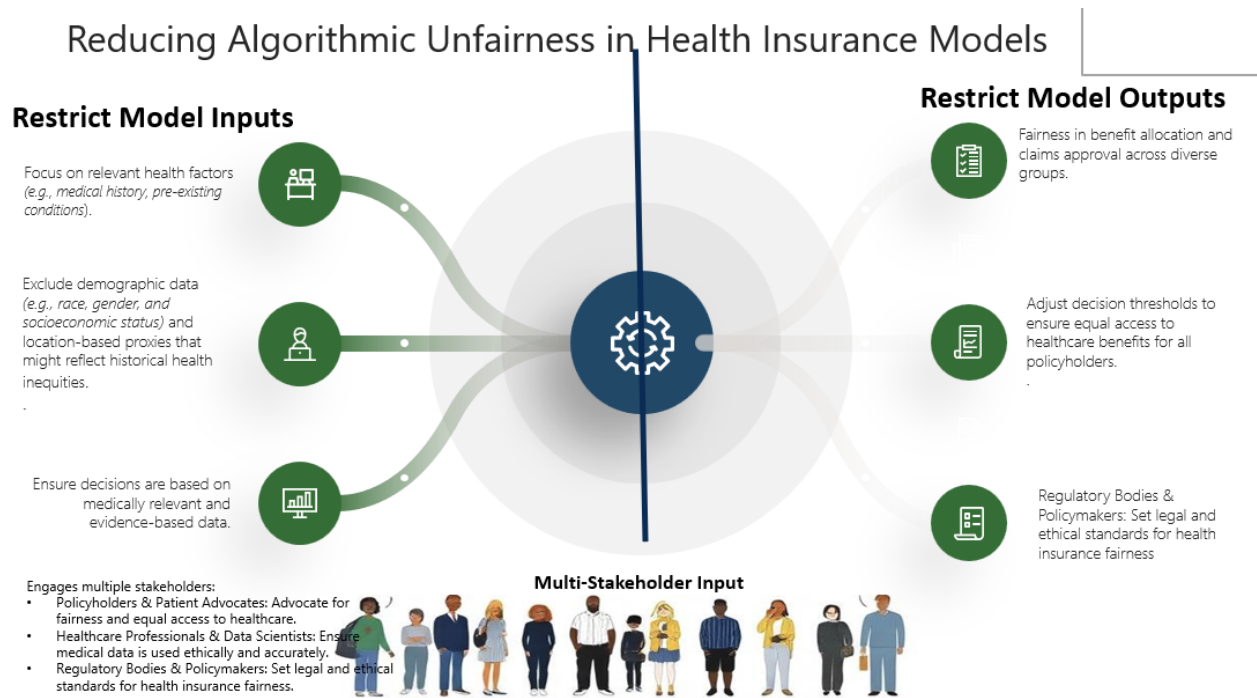 Reducing Algorithmic Unfairness in Health Insurance Models
Restrict Model Inputs
Focus on relevant health factors
(e.g., medical history, pre-existing
conditions).
Exclude demographic data
(e.g., race, gender, and
socioeconomic status) and
location-based proxies that
might reflect historical health
inequities.
.
Ensure decisions are based on
medically relevant and
evidence-based data.
Restrict Model Outputs
Fairness in benefit allocation and
claims approval across diverse
groups.
Adjust decision thresholds to
ensure equal access to
healthcare benefits for all
policyholders.
.
Regulatory Bodies &
Policymakers: Set legal and
ethical standards for health
insurance fairness
Multi-Stakeholder Input
Engages multiple stakeholders:
• Policyholders & Patient Advocates: Advocate for
fairness and equal access to healthcare.
• Healthcare Professionals & Data Scientists: Ensure
medical data is used ethically and accurately.
• Regulatory Bodies & Policymakers: Set legal and ethical
standards for health insurance fairness.